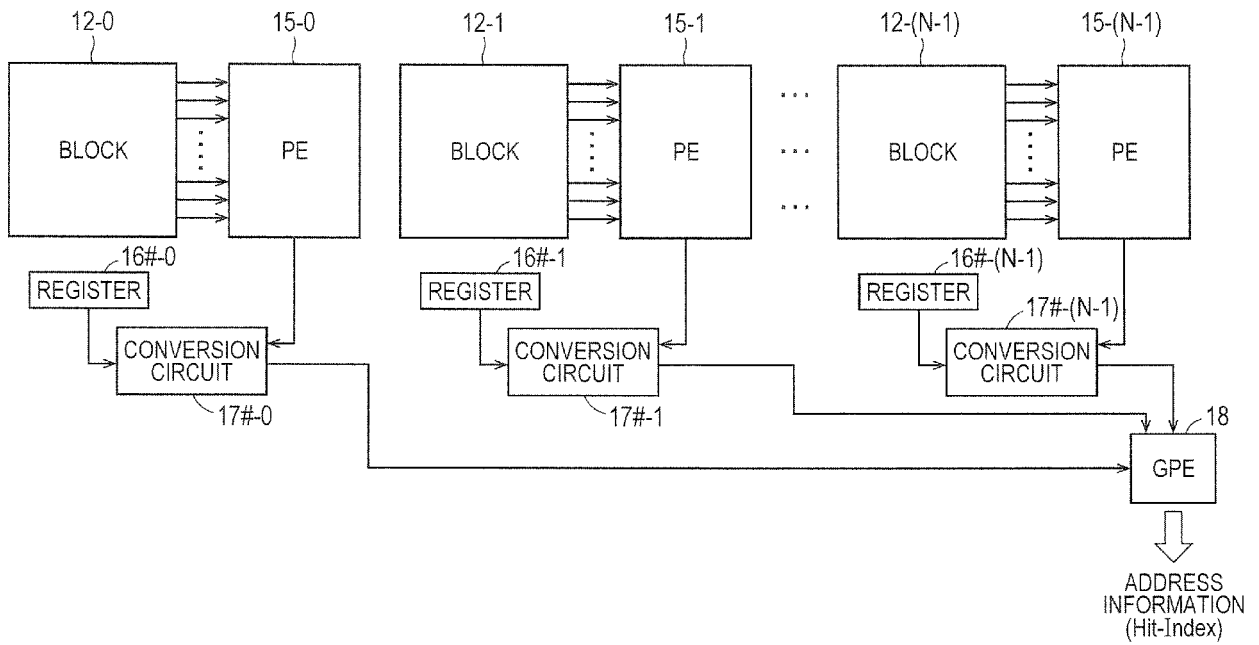 12-0
15-0
12-1
15-1
12-(N-1)
15-(N-1)
BLOCK
PE
BLOCK
PE
...
...
...
BLOCK
PE
16#-0
REGISTER
16#-1
REGISTER
16#-(N-1)
REGISTER
17#-(N-1)
CONVERSION
CIRCUIT
17#-0
CONVERSION
CIRCUIT
17#-1
CONVERSION
CIRCUIT
18
GPE
ADDRESS
INFORMATION
(Hit-Index)